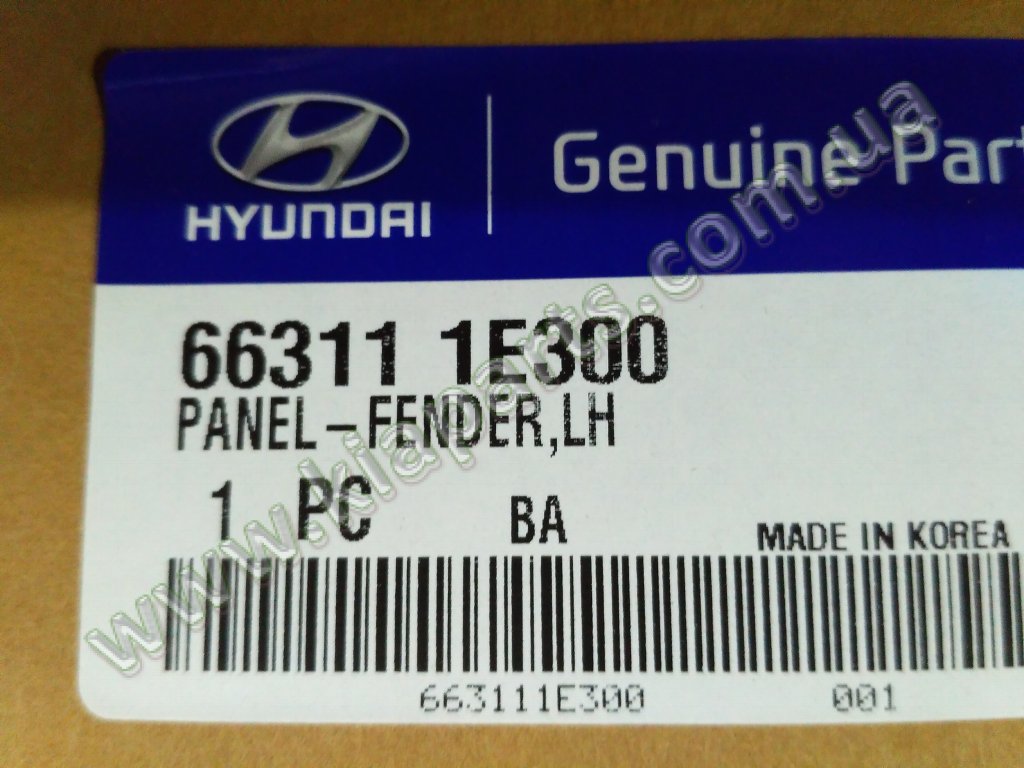 HYUNDAI
Genuine Part
66311 1E300
PANEL-FENDER,LH
1 PC BA
MADE IN KOREA
663111E300 001
www.kiaparts.com.ua